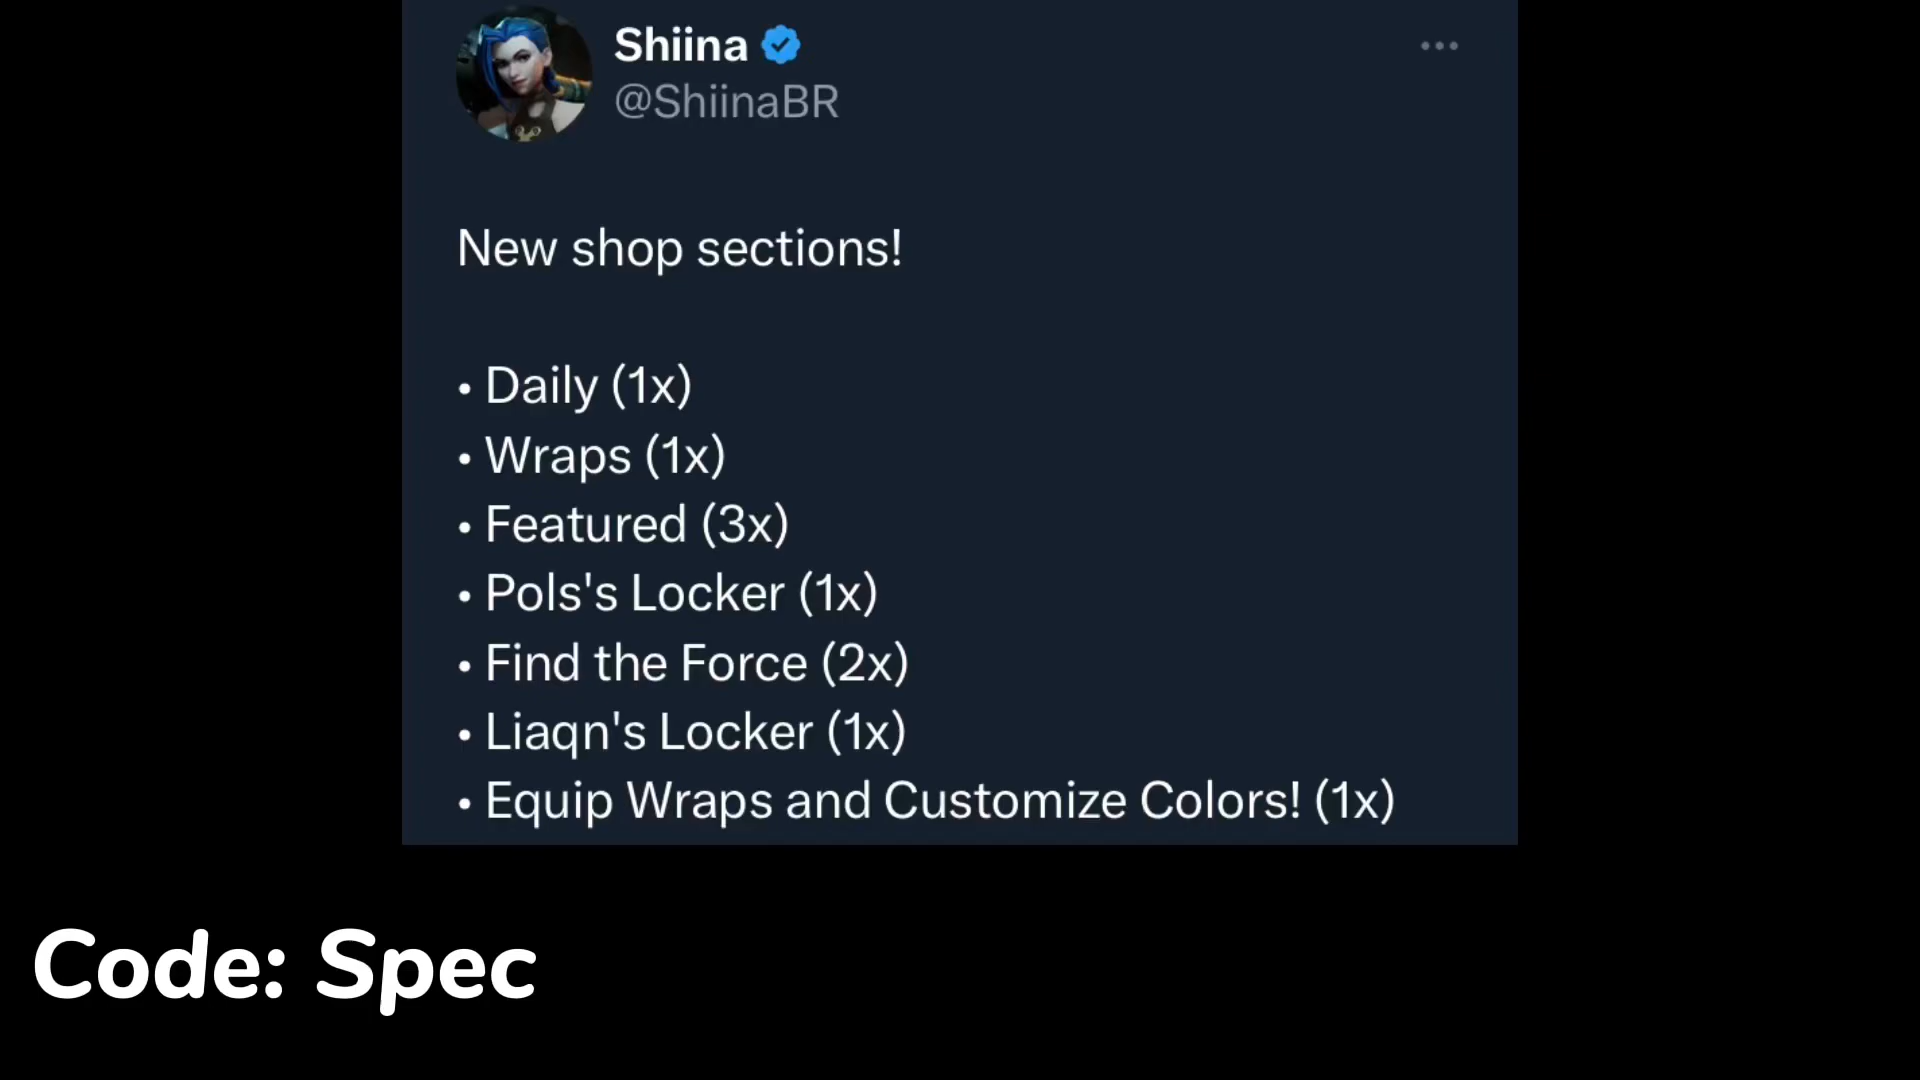 Shiina
@ShiinaBR
New shop sections!
• Daily (1x)
• Wraps (1x)
• Featured (3x)
• Pols's Locker (1x)
• Find the Force (2x)
• Liaqn's Locker (1x)
• Equip Wraps and Customize Colors! (1x)
Code: Spec